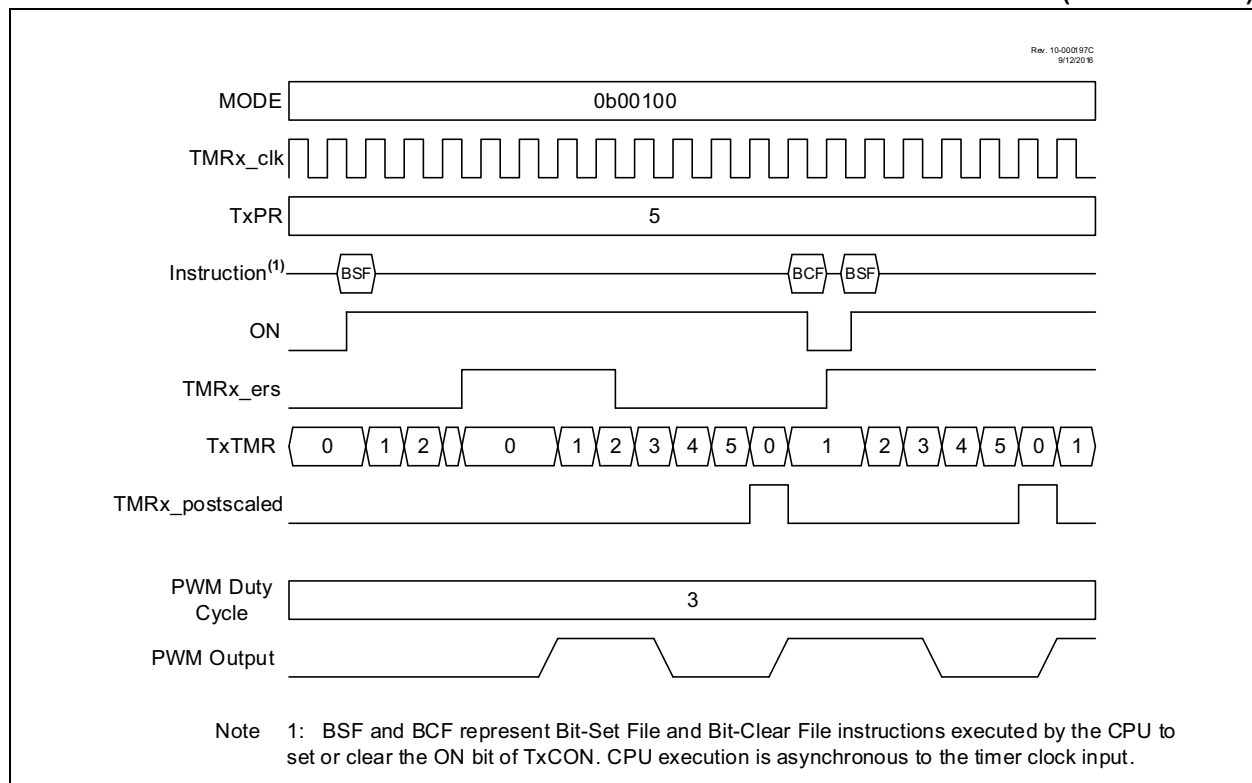 Rev. 10-000197C
9/12/2016
MODE 0b00100
TMRx_clk
TxPR 5
Instruction(1) BSF BCF BSF
ON
TMRx_ers
TxTMR 0 1 2 0 1 2 3 4 5 0 1 2 3 4 5 0 1
TMRx_postscaled
PWM Duty
Cycle 3
PWM Output
Note 1: BSF and BCF represent Bit-Set File and Bit-Clear File instructions executed by the CPU to
set or clear the ON bit of TxCON. CPU execution is asynchronous to the timer clock input.